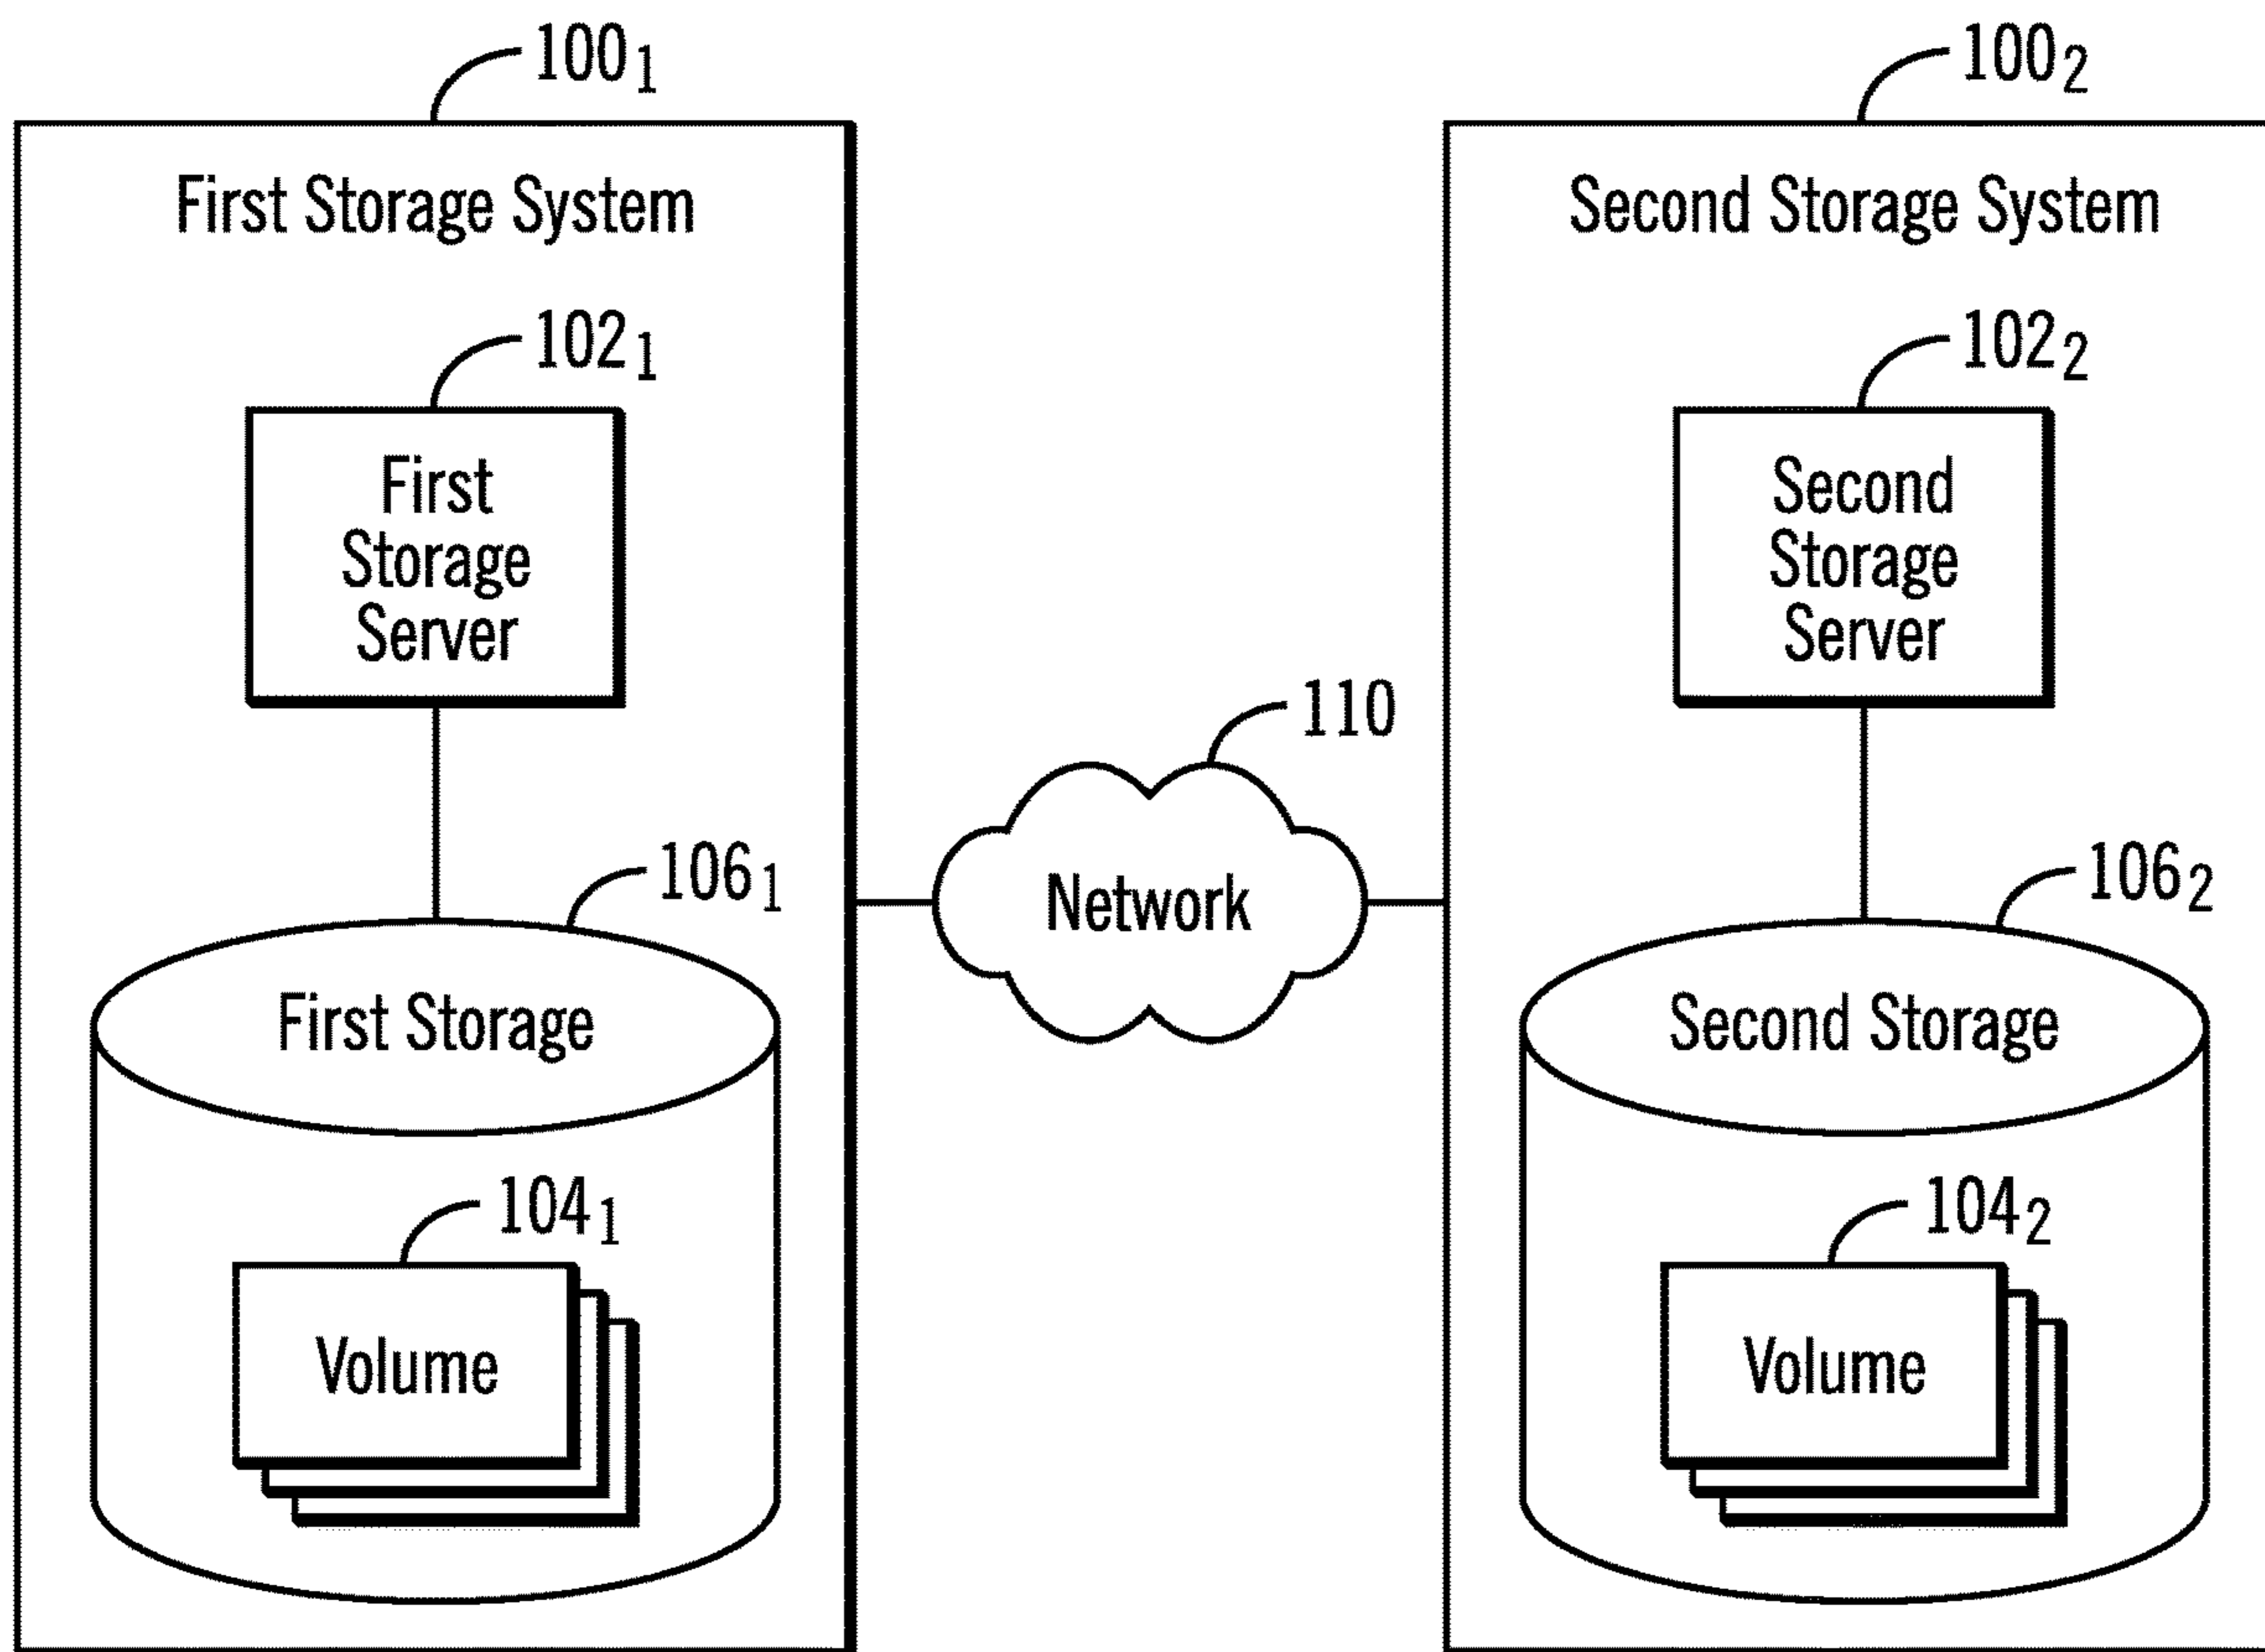 100₁
First Storage System
102₁
First
Storage
Server
106₁
First Storage
104₁
Volume
110
Network
100₂
Second Storage System
102₂
Second
Storage
Server
106₂
Second Storage
104₂
Volume